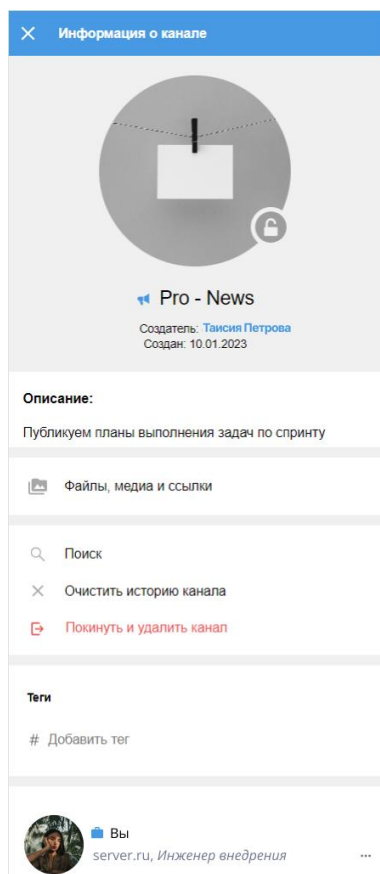 Информация о канале
Pro - News
Создатель: Таисия Петрова
Создан: 10.01.2023
Описание:
Публикуем планы выполнения задач по спринту
Файлы, медиа и ссылки
Поиск
Очистить историю канала
Покинуть и удалить канал
Теги
# Добавить тег
Вы
server.ru, Инженер внедрения